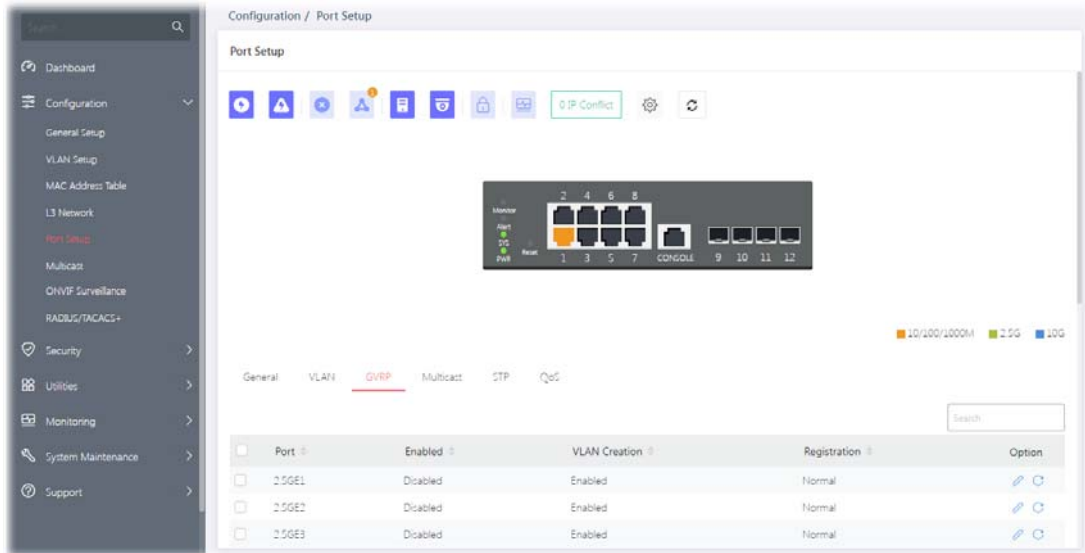 Search
Configuration / Port Setup
Port Setup
Dashboard
Configuration
General Setup
VLAN Setup
MAC Address Table
L3 Network
Port Setup
Multicast
ONVIF Surveillance
RADIUS/TACACS+
Security
Utilities
Monitoring
System Maintenance
Support
1
0 IP Conflict
2 4 6 8
Monitor
Alert
SYS
PWR
Reset
1 3 5 7 CONSOLE 9 10 11 12
10/100/1000M 2.5G 10G
General VLAN GVRP Multicast STP QoS
Search
Port Enabled VLAN Creation Registration Option
2.5GE1 Disabled Enabled Normal
2.5GE2 Disabled Enabled Normal
2.5GE3 Disabled Enabled Normal